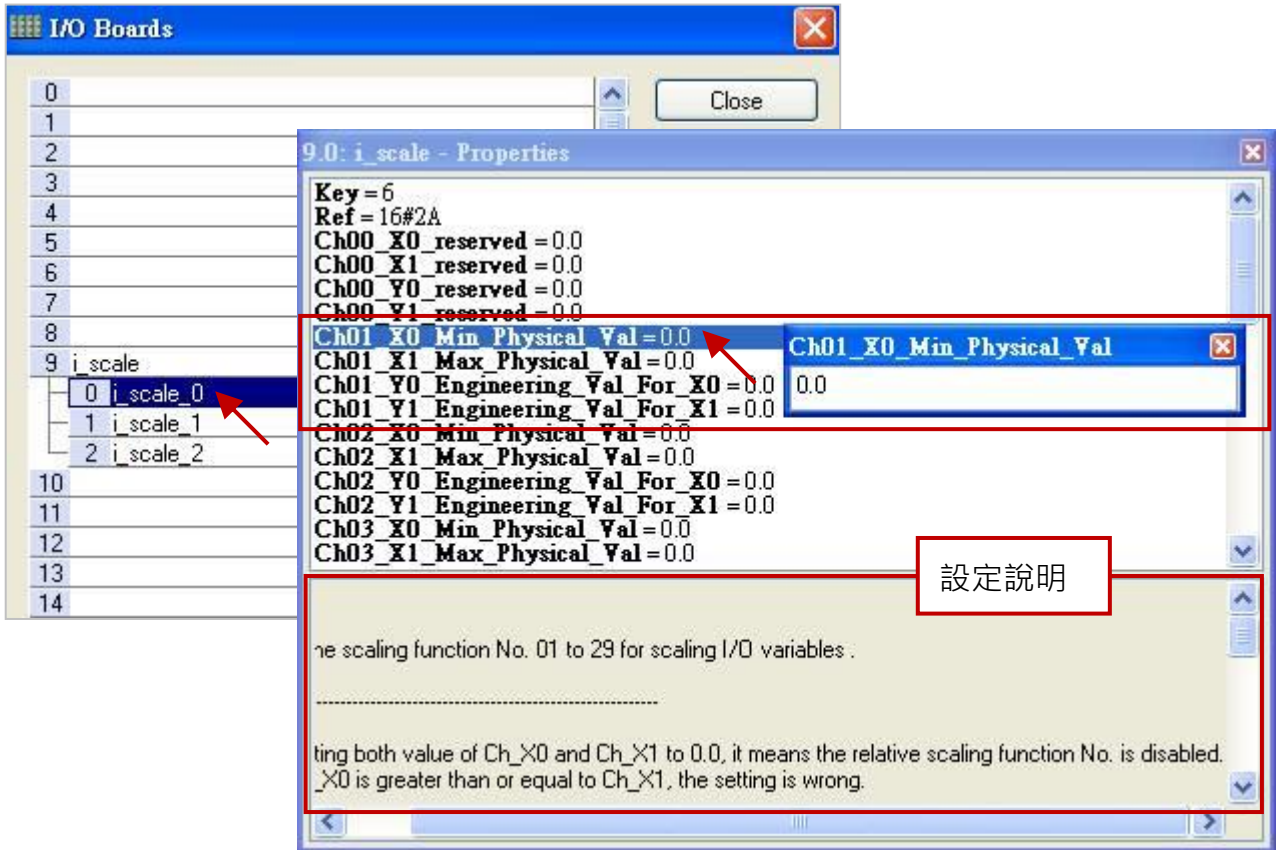 I/O Boards
Close
0
1
2
3
4
5
6
7
8
9 i_scale
0 i_scale_0
1 i_scale_1
2 i_scale_2
10
11
12
13
14
9.0: i_scale - Properties
Key = 6
Ref = 16#2A
Ch00_X0_reserved = 0.0
Ch00_X1_reserved = 0.0
Ch00_Y0_reserved = 0.0
Ch00_Y1_reserved = 0.0
Ch01_X0_Min_Physical_Val = 0.0
Ch01_X1_Max_Physical_Val = 0.0
Ch01_Y0_Engineering_Val_For_X0 = 0.0
Ch01_Y1_Engineering_Val_For_X1 = 0.0
Ch02_X0_Min_Physical_Val = 0.0
Ch02_X1_Max_Physical_Val = 0.0
Ch02_Y0_Engineering_Val_For_X0 = 0.0
Ch02_Y1_Engineering_Val_For_X1 = 0.0
Ch03_X0_Min_Physical_Val = 0.0
Ch03_X1_Max_Physical_Val = 0.0
Ch01_X0_Min_Physical_Val
0.0
設定說明
he scaling function No. 01 to 29 for scaling I/O variables .
---------------------------------------------------------
ting both value of Ch_X0 and Ch_X1 to 0.0, it means the relative scaling function No. is disabled.
_X0 is greater than or equal to Ch_X1, the setting is wrong.